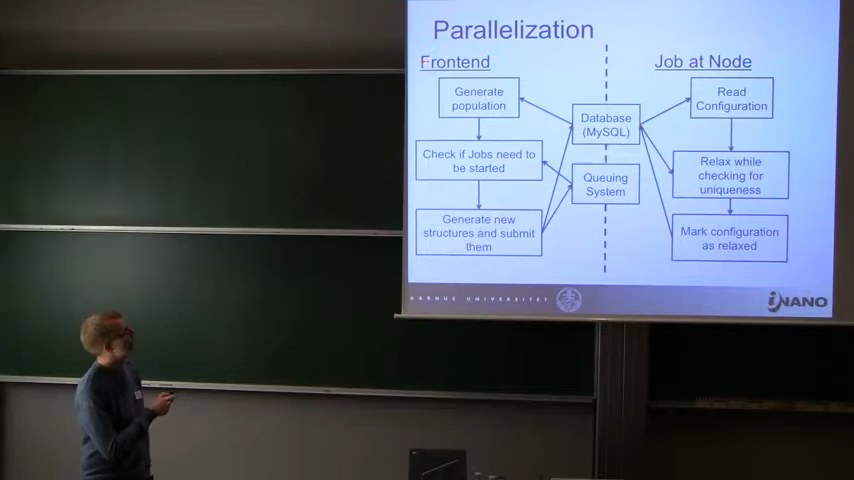 Parallelization
Frontend
Generate
population
Check if Jobs need to
be started
Generate new
structures and submit
them
Database
(MySQL)
Queuing
System
Job at Node
Read
Configuration
Relax while
checking for
uniqueness
Mark configuration
as relaxed
AARHUS UNIVERSITET
iNANO